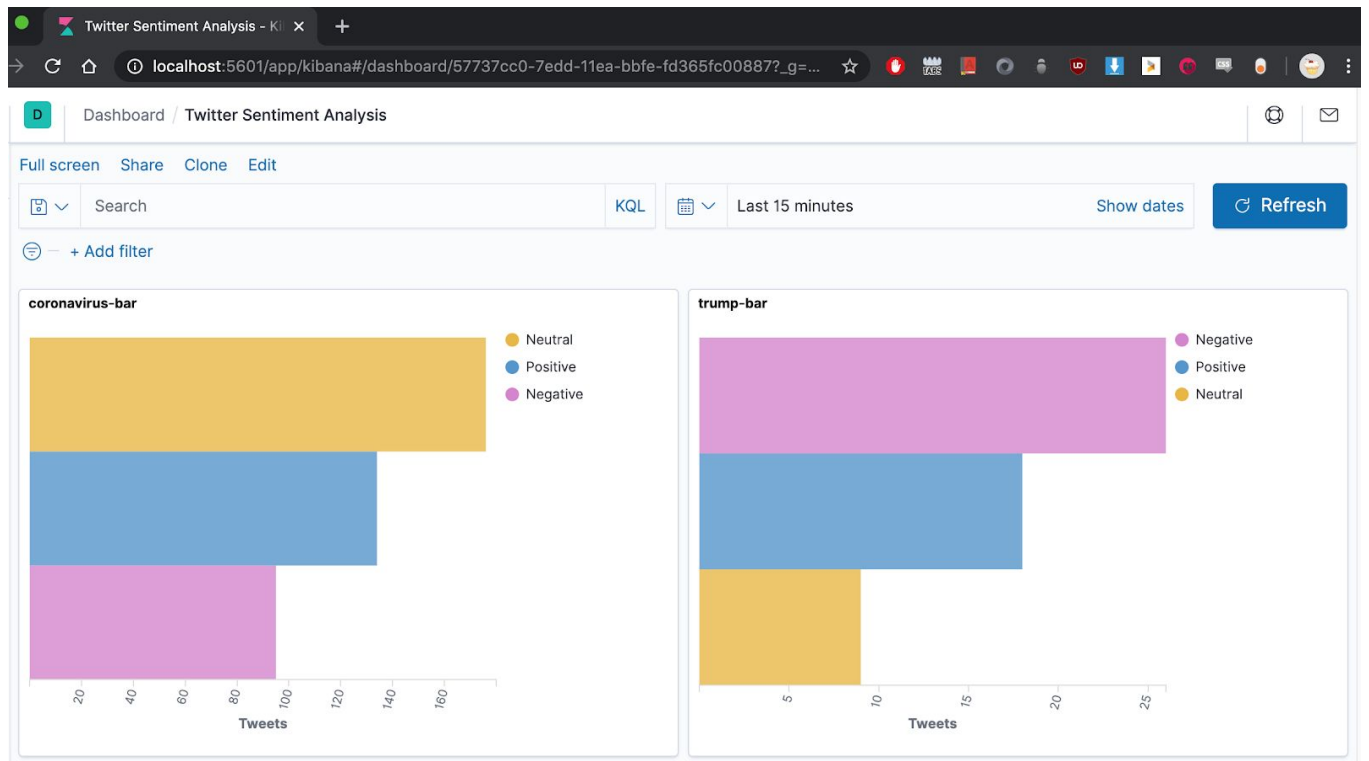 Twitter Sentiment Analysis - Ki
localhost:5601/app/kibana#/dashboard/57737cc0-7edd-11ea-bbfe-fd365fc00887?_g=...
TABS
UD
CSS
D
Dashboard / Twitter Sentiment Analysis
Full screen Share Clone Edit
Search KQL Last 15 minutes Show dates Refresh
+ Add filter
coronavirus-bar
Neutral
Positive
Negative
20 40 60 80 100 120 140 160
Tweets
trump-bar
Negative
Positive
Neutral
5 10 15 20 25
Tweets